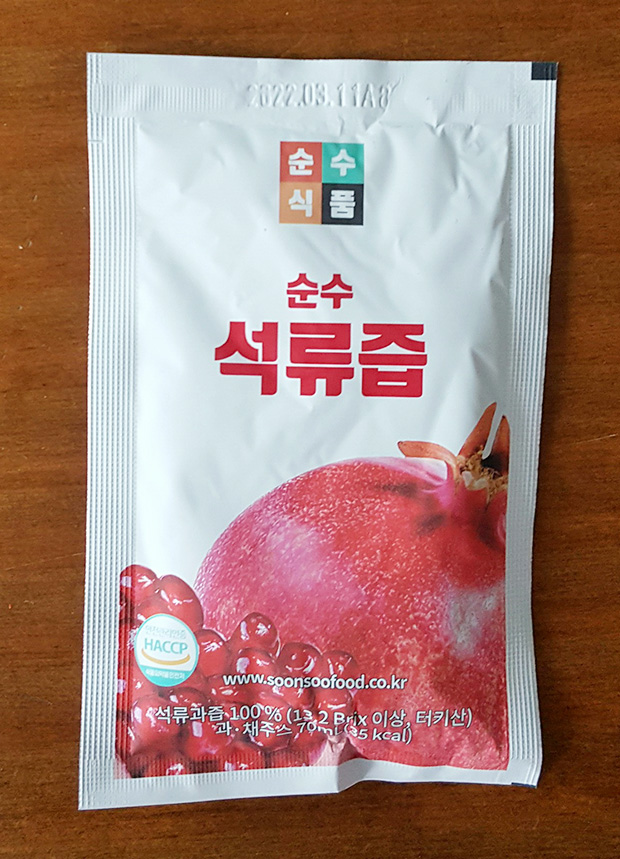 2022.03.11A8
순수
식품
순수
석류즙
HACCP
www.soonsoofood.co.kr
석류과즙 100 % (13.2 Brix 이상, 터키산)
과·채주스 70ml (35 kcal)